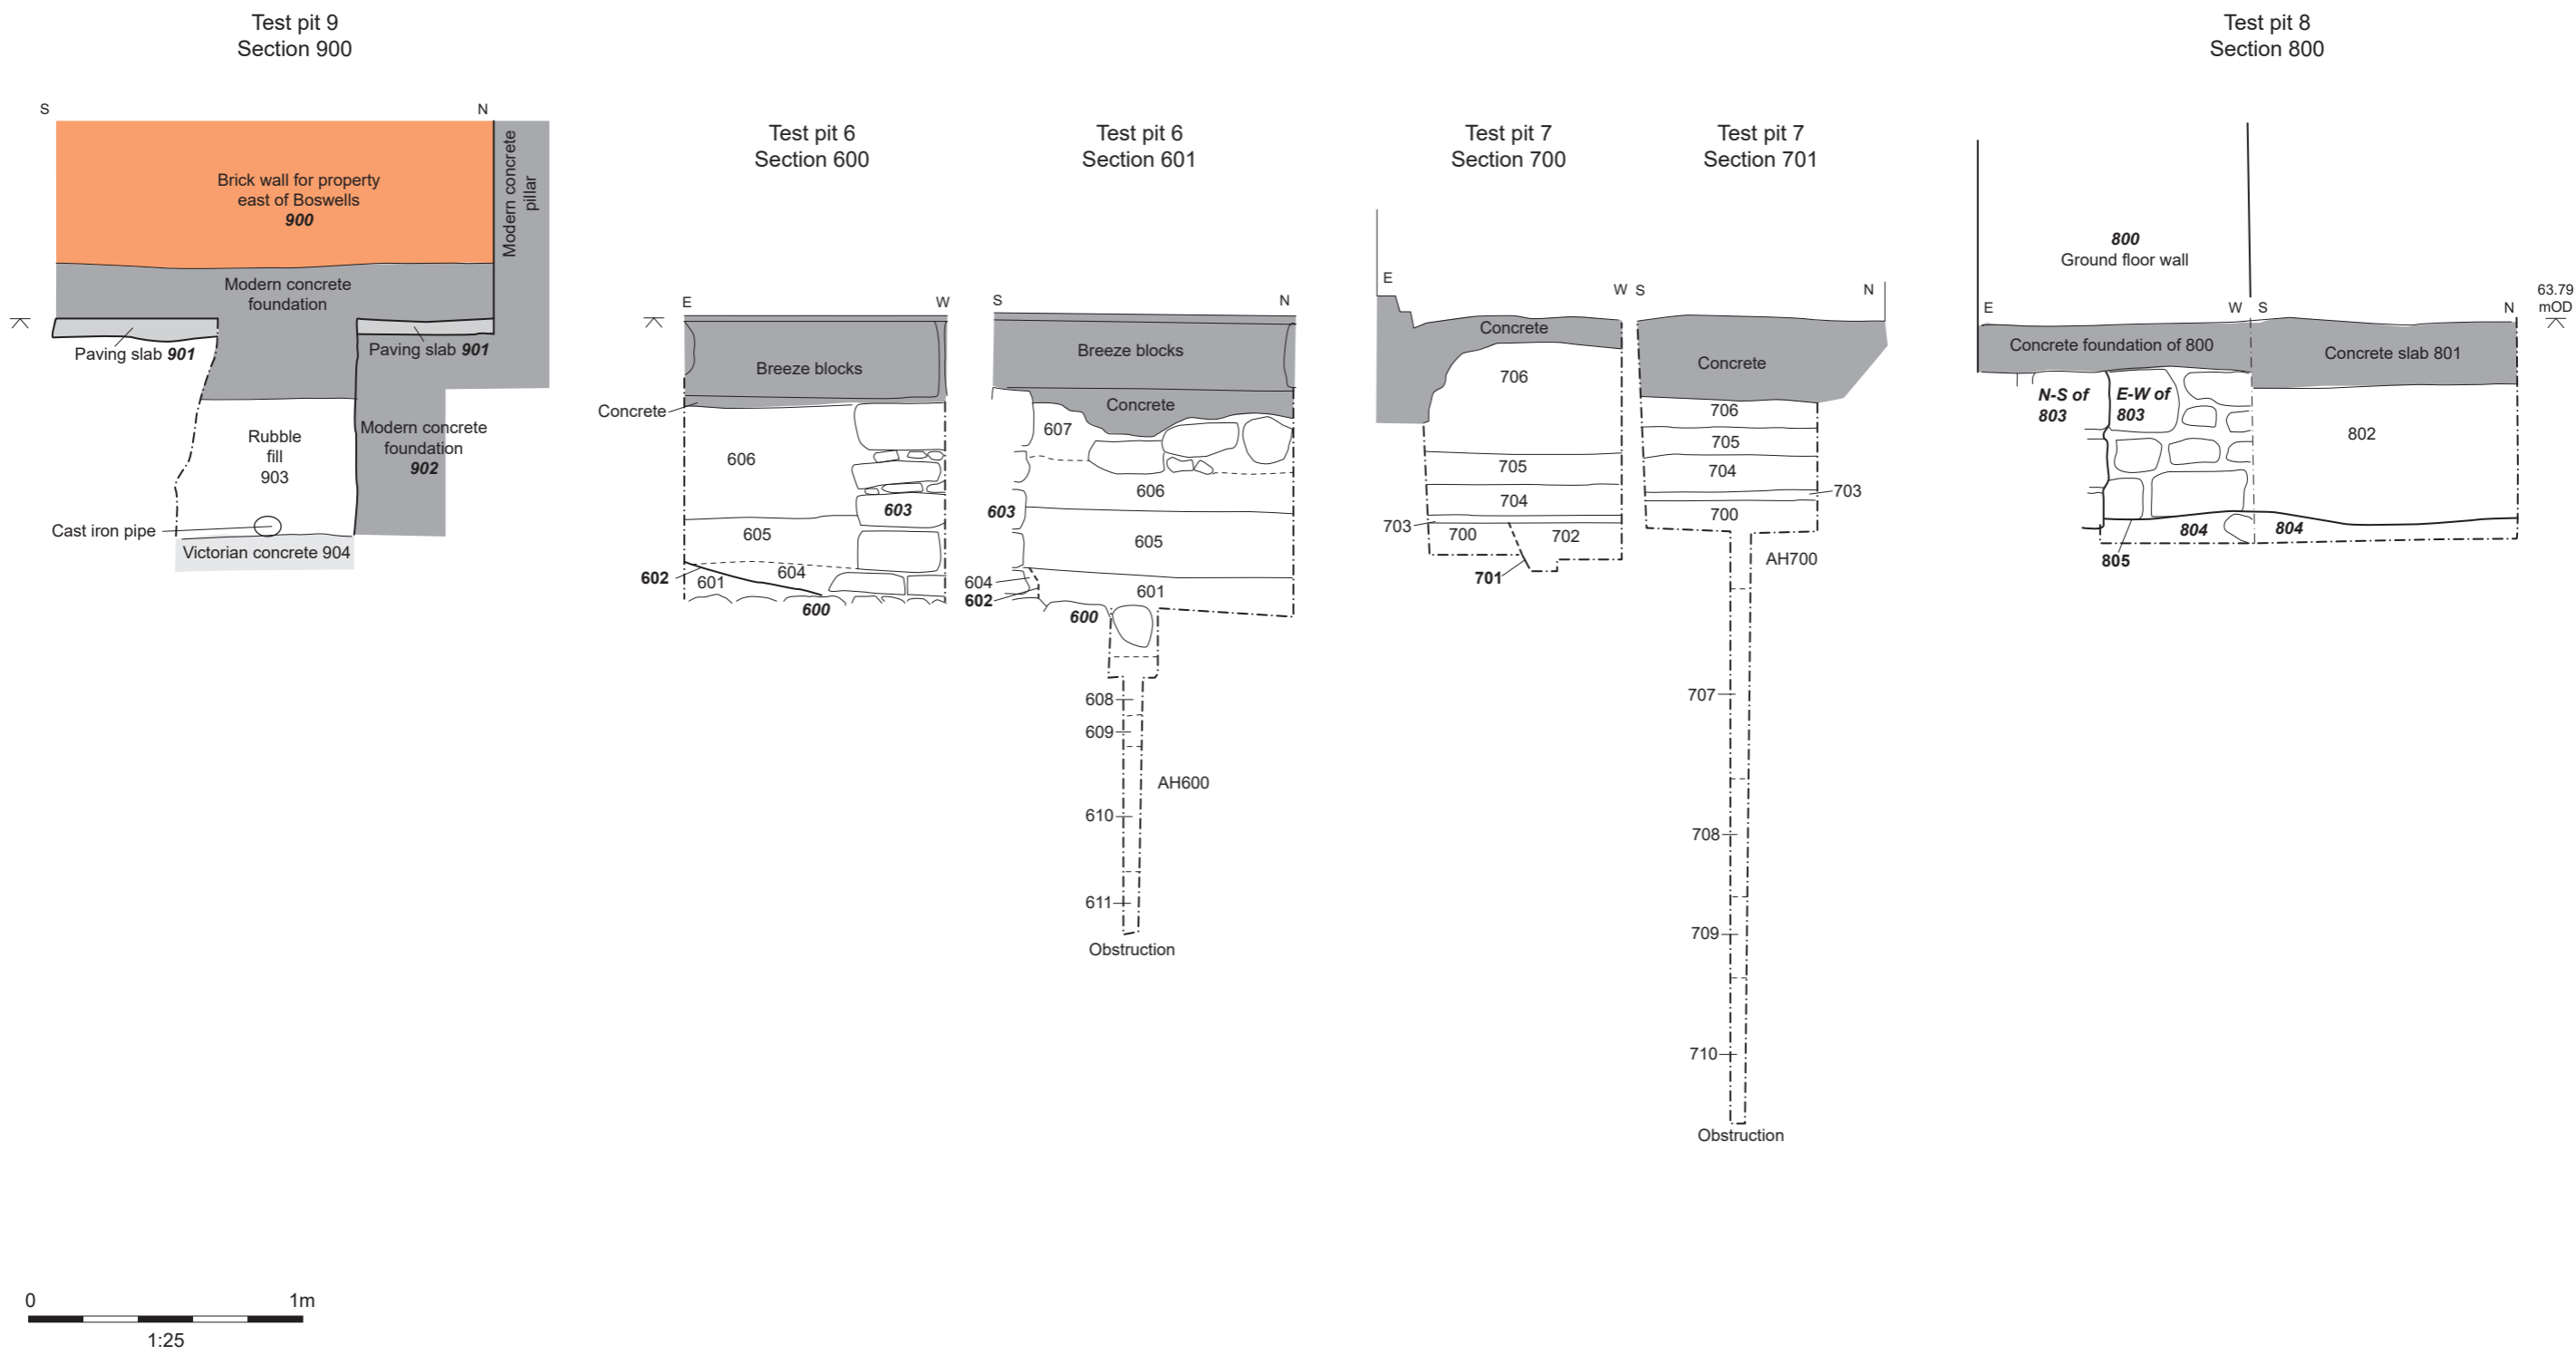 Test pit 9
Section 900
S
N
Brick wall for property
east of Boswells
900
Modern concrete
pillar
Modern concrete
foundation
Paving slab 901
Paving slab 901
Rubble
fill
903
Modern concrete
foundation
902
Cast iron pipe
Victorian concrete 904
Test pit 6
Section 600
E
W
Breeze blocks
Concrete
606
603
605
602
601
604
600
Test pit 6
Section 601
S
N
Breeze blocks
Concrete
607
606
603
605
604
602
601
600
608
609
AH600
610
611
Obstruction
Test pit 7
Section 700
E
W
Concrete
706
705
704
703
700
702
701
Test pit 7
Section 701
S
N
Concrete
706
705
704
703
700
AH700
707
708
709
710
Obstruction
Test pit 8
Section 800
800
Ground floor wall
E
W
S
N
63.79
mOD
Concrete foundation of 800
Concrete slab 801
N-S of
803
E-W of
803
802
804
804
805
0
1m
1:25